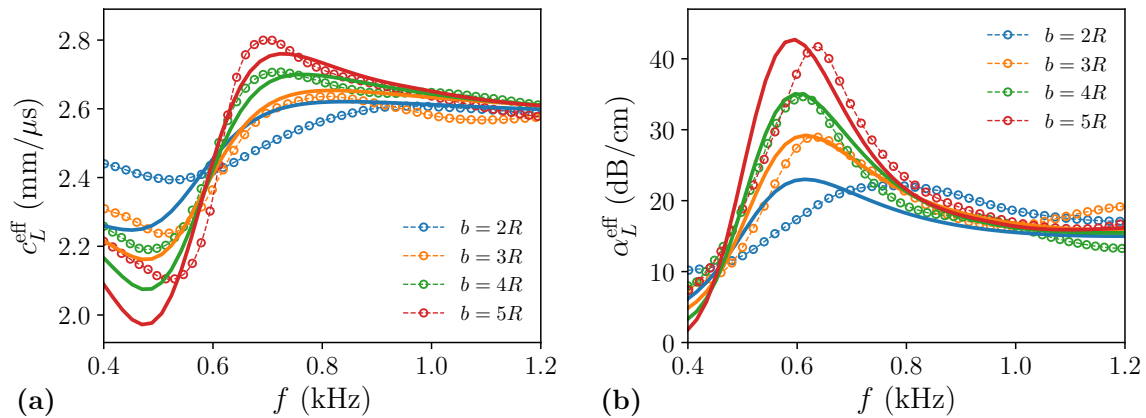 2.8
2.6
2.4
2.2
2.0
c_L^eff (mm/μs)
b = 2R
b = 3R
b = 4R
b = 5R
0.4 0.6 0.8 1.0 1.2
f (kHz)
(a)
40
30
20
10
0
α_L^eff (dB/cm)
b = 2R
b = 3R
b = 4R
b = 5R
0.4 0.6 0.8 1.0 1.2
f (kHz)
(b)